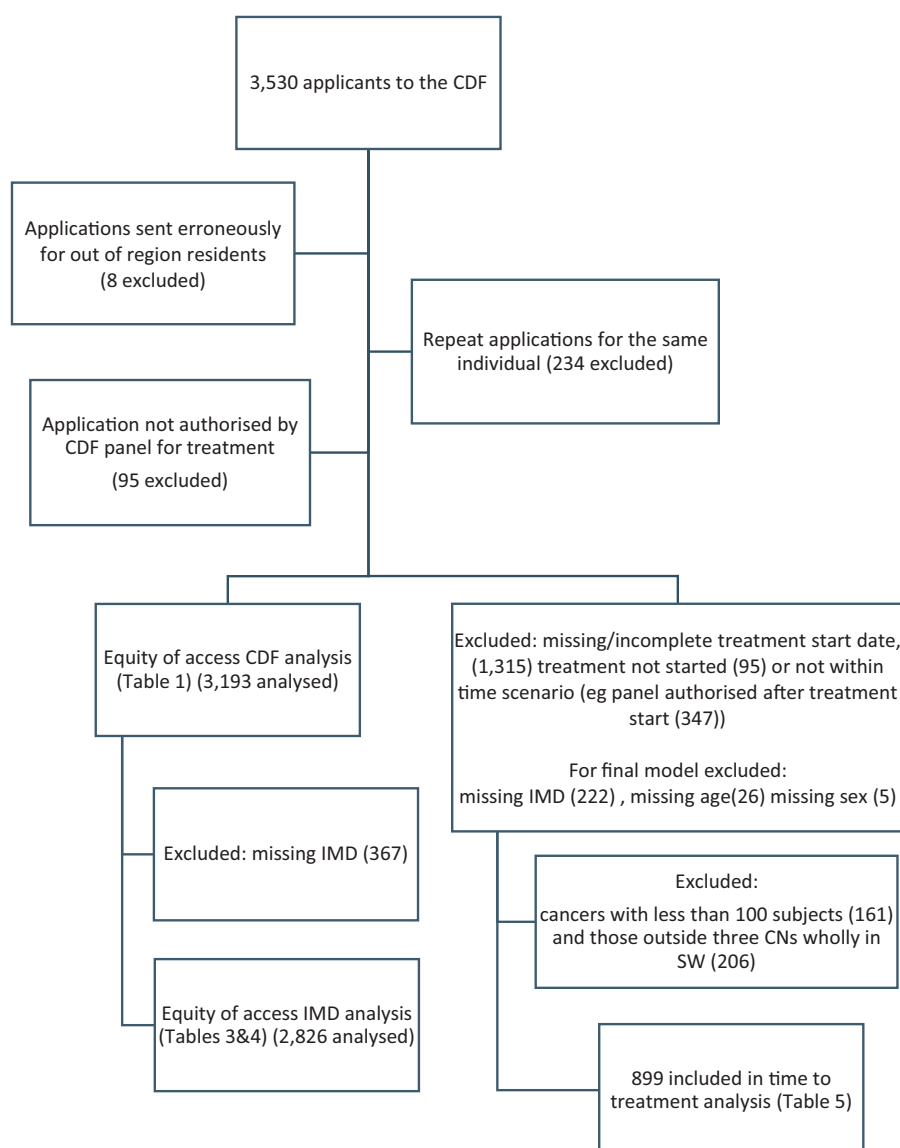 3,530 applicants to the CDF
Applications sent erroneously
for out of region residents
(8 excluded)
Repeat applications for the same
individual (234 excluded)
Application not authorised by
CDF panel for treatment
(95 excluded)
Equity of access CDF analysis
(Table 1) (3,193 analysed)
Excluded: missing IMD (367)
Equity of access IMD analysis
(Tables 3&4) (2,826 analysed)
Excluded: missing/incomplete treatment start date,
(1,315) treatment not started (95) or not within
time scenario (eg panel authorised after treatment
start (347))
For final model excluded:
missing IMD (222) , missing age(26) missing sex (5)
Excluded:
cancers with less than 100 subjects (161)
and those outside three CNs wholly in
SW (206)
899 included in time to
treatment analysis (Table 5)